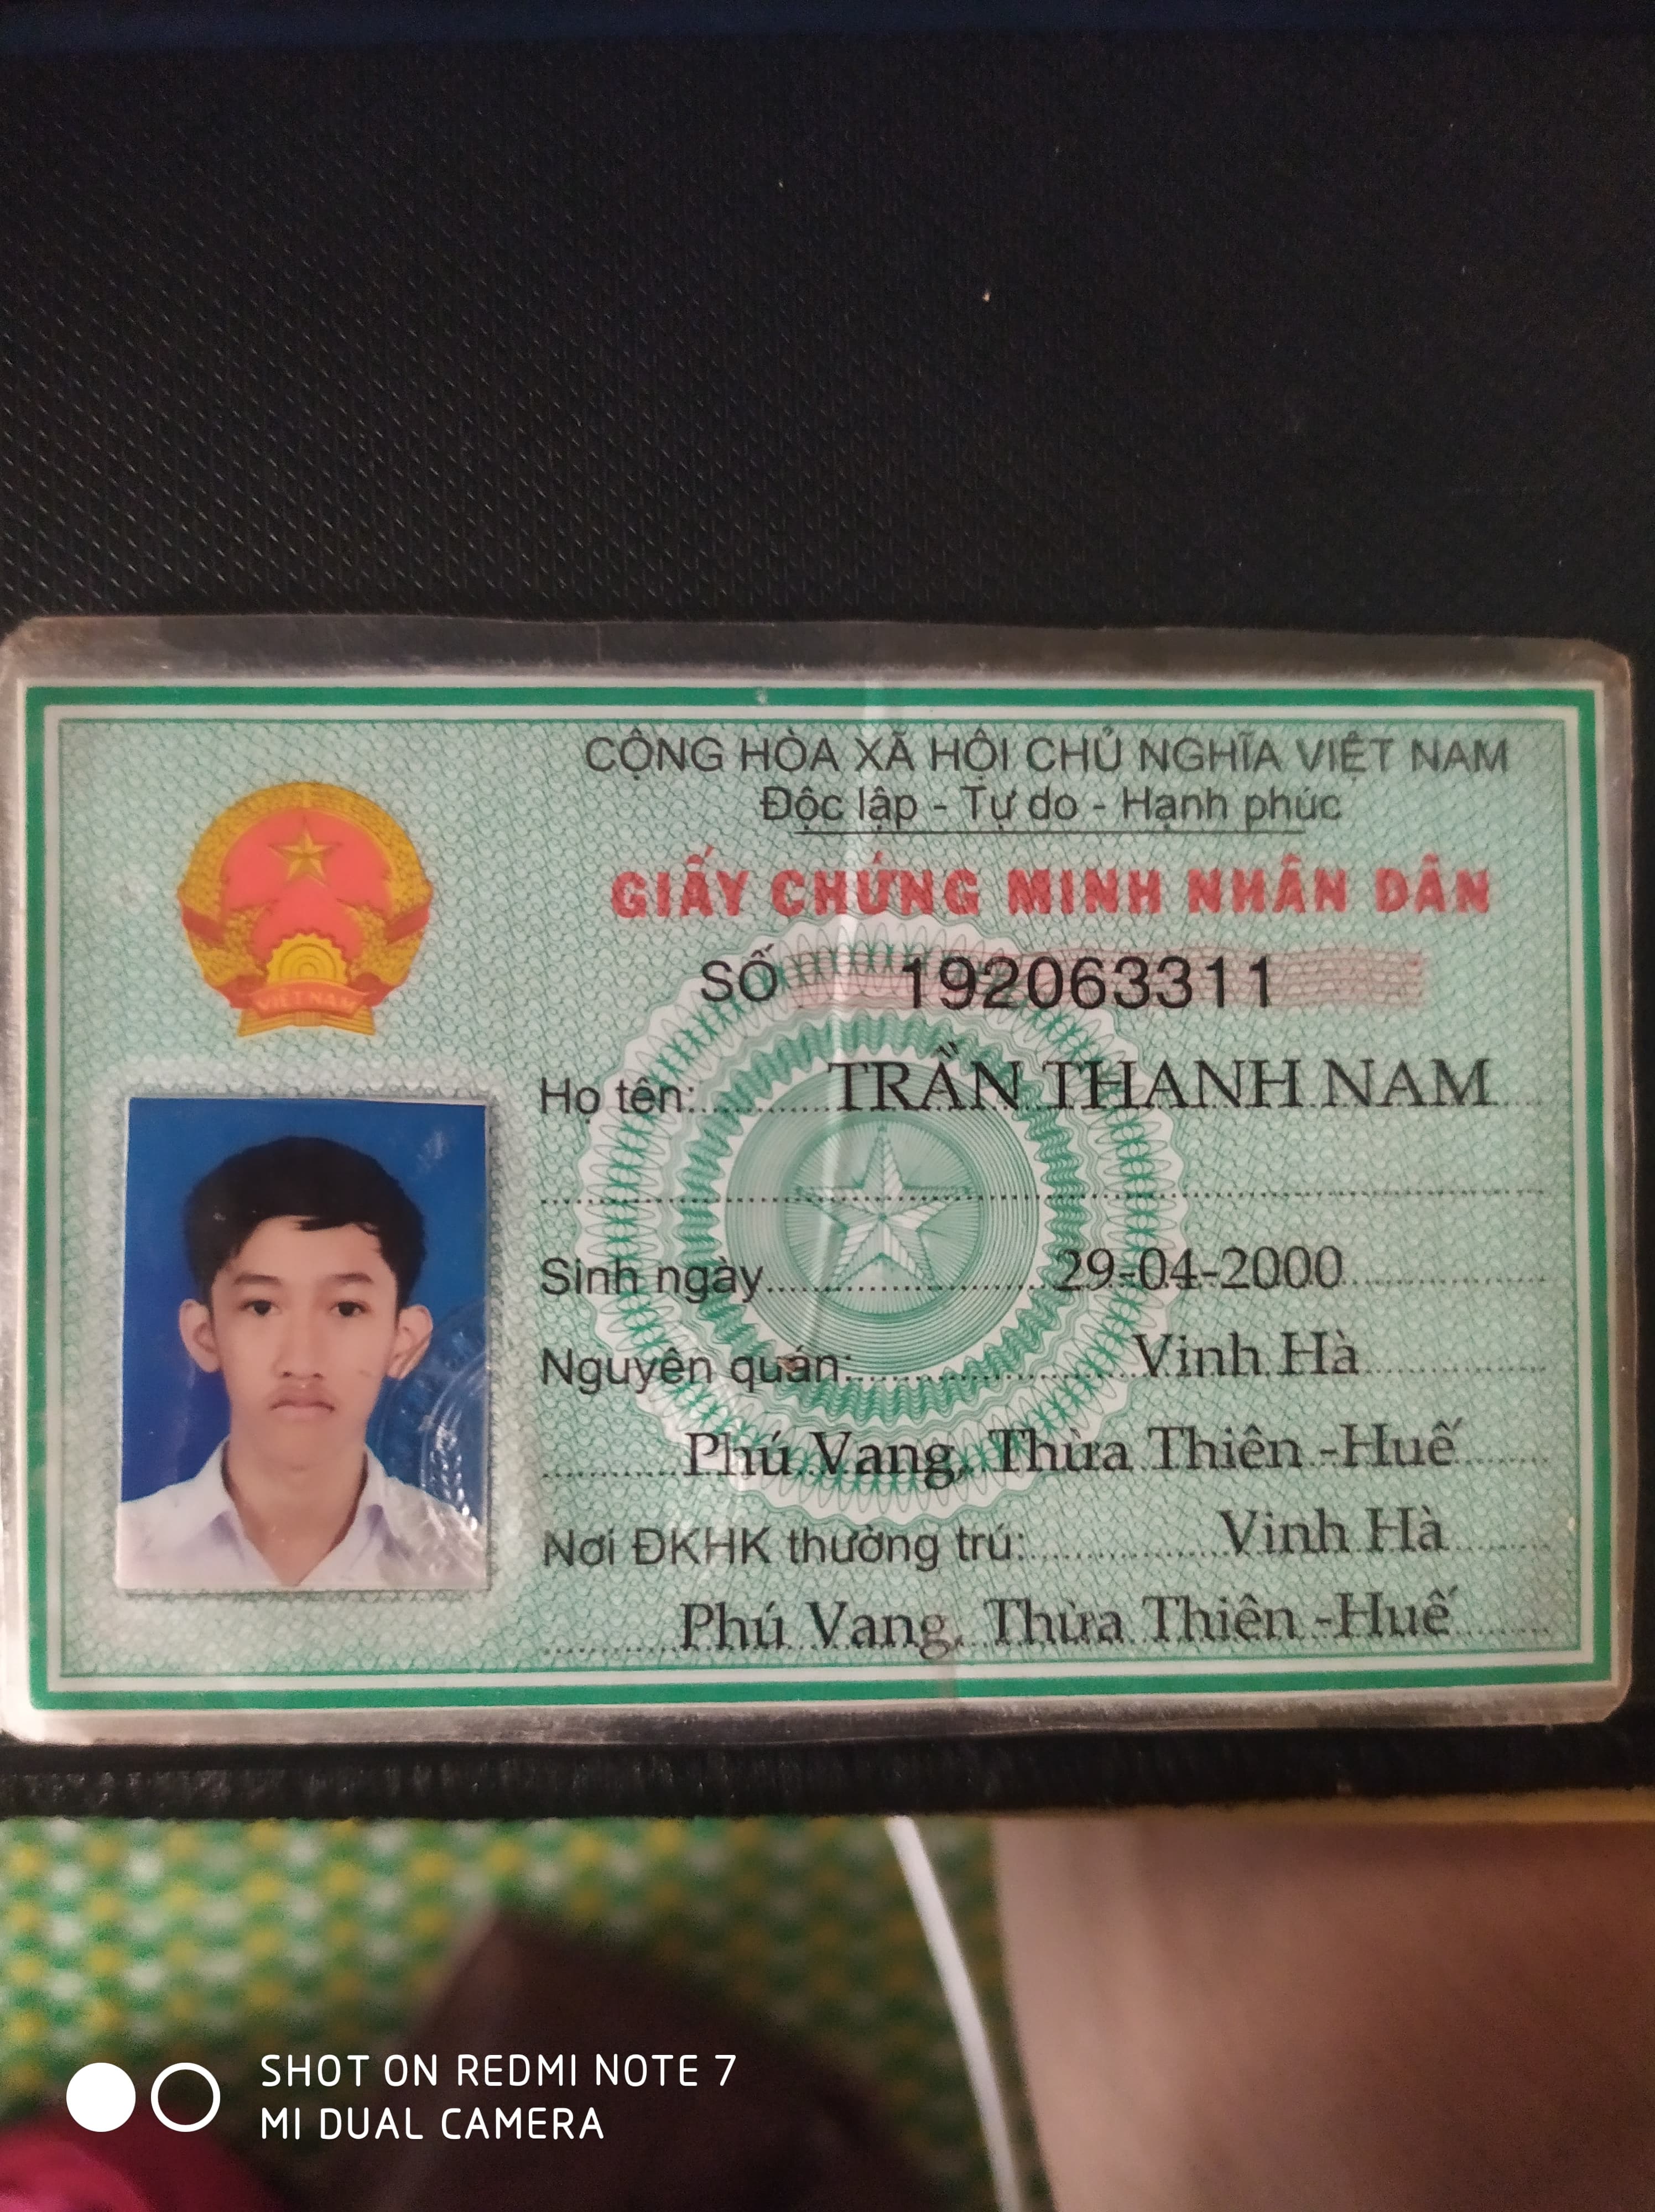 CỘNG HÒA XÃ HỘI CHỦ NGHĨA VIỆT NAM
Độc lập - Tự do - Hạnh phúc
GIẤY CHỨNG MINH NHÂN DÂN
SỐ 192063311
VIỆT NAM
Họ tên: TRẦN THANH NAM
Sinh ngày 29-04-2000
Nguyên quán: Vinh Hà
Phú Vang, Thừa Thiên -Huế
Nơi ĐKHK thường trú: Vinh Hà
Phú Vang, Thừa Thiên -Huế
SHOT ON REDMI NOTE 7
MI DUAL CAMERA